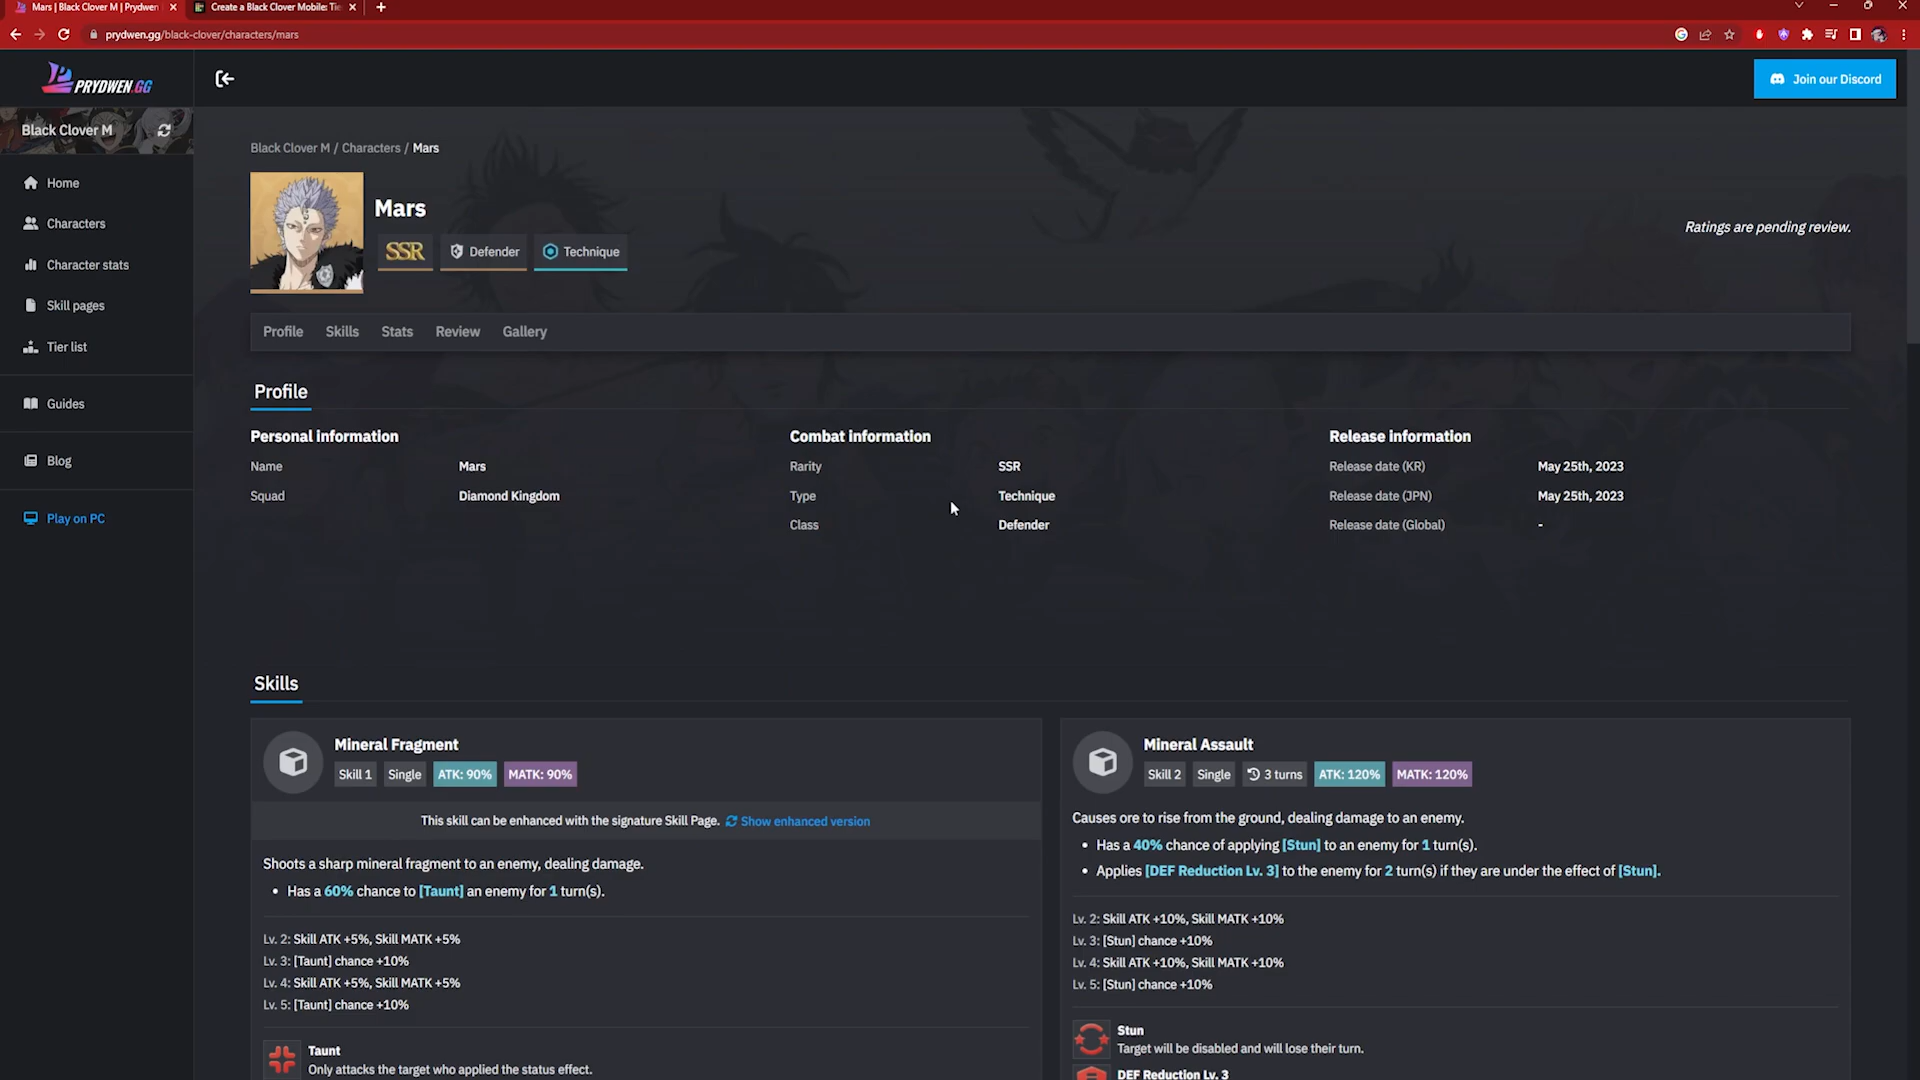 Mars | Black Clover M | Prydwen
Create a Black Clover Mobile: Tie
prydwen.gg/black-clover/characters/mars
PRYDWEN.GG
Join our Discord
Black Clover M
Home
Characters
Character stats
Skill pages
Tier list
Guides
Blog
Play on PC
Black Clover M / Characters / Mars
Mars
SSR Defender Technique
Ratings are pending review.
Profile Skills Stats Review Gallery
Profile
Personal information
Name Mars
Squad Diamond Kingdom
Combat information
Rarity SSR
Type Technique
Class Defender
Release information
Release date (KR) May 25th, 2023
Release date (JPN) May 25th, 2023
Release date (Global) -
Skills
Mineral Fragment
Skill 1 Single ATK: 90% MATK: 90%
This skill can be enhanced with the signature Skill Page. Show enhanced version
Shoots a sharp mineral fragment to an enemy, dealing damage.
• Has a 60% chance to [Taunt] an enemy for 1 turn(s).
Lv. 2: Skill ATK +5%, Skill MATK +5%
Lv. 3: [Taunt] chance +10%
Lv. 4: Skill ATK +5%, Skill MATK +5%
Lv. 5: [Taunt] chance +10%
Taunt
Only attacks the target who applied the status effect.
Mineral Assault
Skill 2 Single 3 turns ATK: 120% MATK: 120%
Causes ore to rise from the ground, dealing damage to an enemy.
• Has a 40% chance of applying [Stun] to an enemy for 1 turn(s).
• Applies [DEF Reduction Lv. 3] to the enemy for 2 turn(s) if they are under the effect of [Stun].
Lv. 2: Skill ATK +10%, Skill MATK +10%
Lv. 3: [Stun] chance +10%
Lv. 4: Skill ATK +10%, Skill MATK +10%
Lv. 5: [Stun] chance +10%
Stun
Target will be disabled and will lose their turn.
DEF Reduction Lv. 3